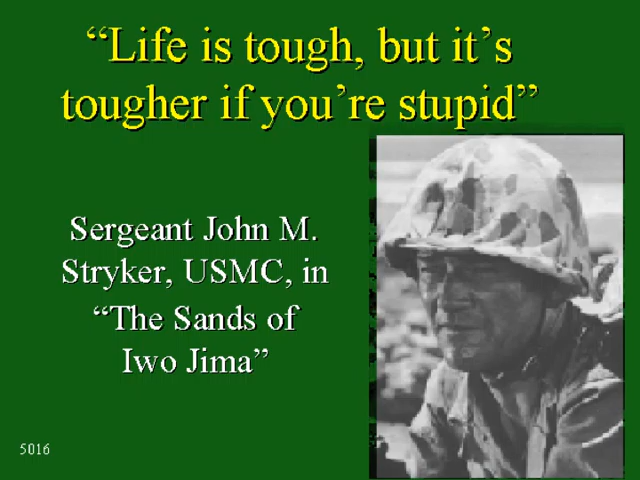 “Life is tough, but it’s
tougher if you’re stupid”
Sergeant John M.
Stryker, USMC, in
“The Sands of
Iwo Jima”
5016